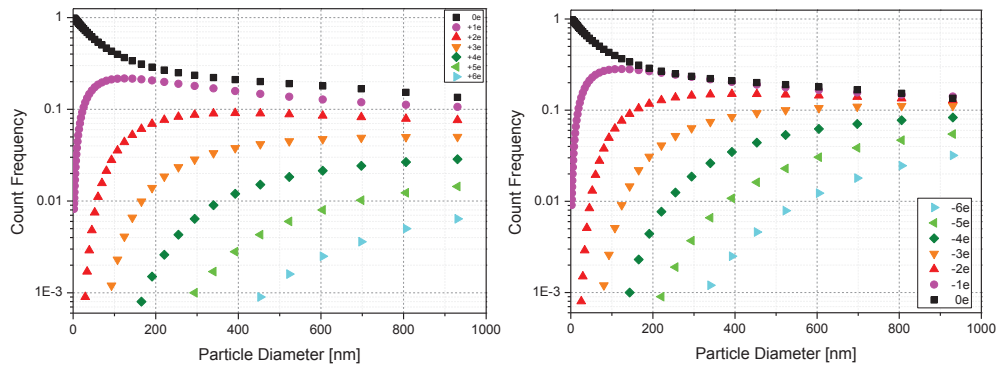 1
0.1
0.01
1E-3
Count Frequency
0
200
400
600
800
1000
Particle Diameter [nm]
0e
+1e
+2e
+3e
+4e
+5e
+6e
1
0.1
0.01
1E-3
Count Frequency
0
200
400
600
800
1000
Particle Diameter [nm]
-6e
-5e
-4e
-3e
-2e
-1e
0e